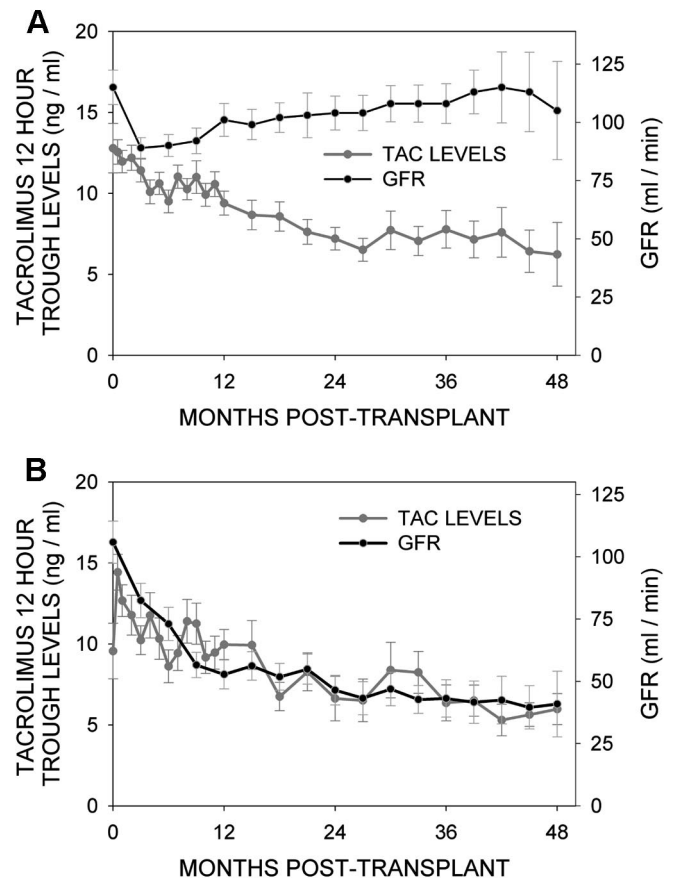 A
TACROLIMUS 12 HOUR
TROUGH LEVELS (ng / ml)
20
15
10
5
0
TAC LEVELS
GFR
125
100
75
50
25
0
GFR (ml / min)
0 12 24 36 48
MONTHS POST-TRANSPLANT
B
TACROLIMUS 12 HOUR
TROUGH LEVELS (ng / ml)
20
15
10
5
0
TAC LEVELS
GFR
125
100
75
50
25
0
GFR (ml / min)
0 12 24 36 48
MONTHS POST-TRANSPLANT